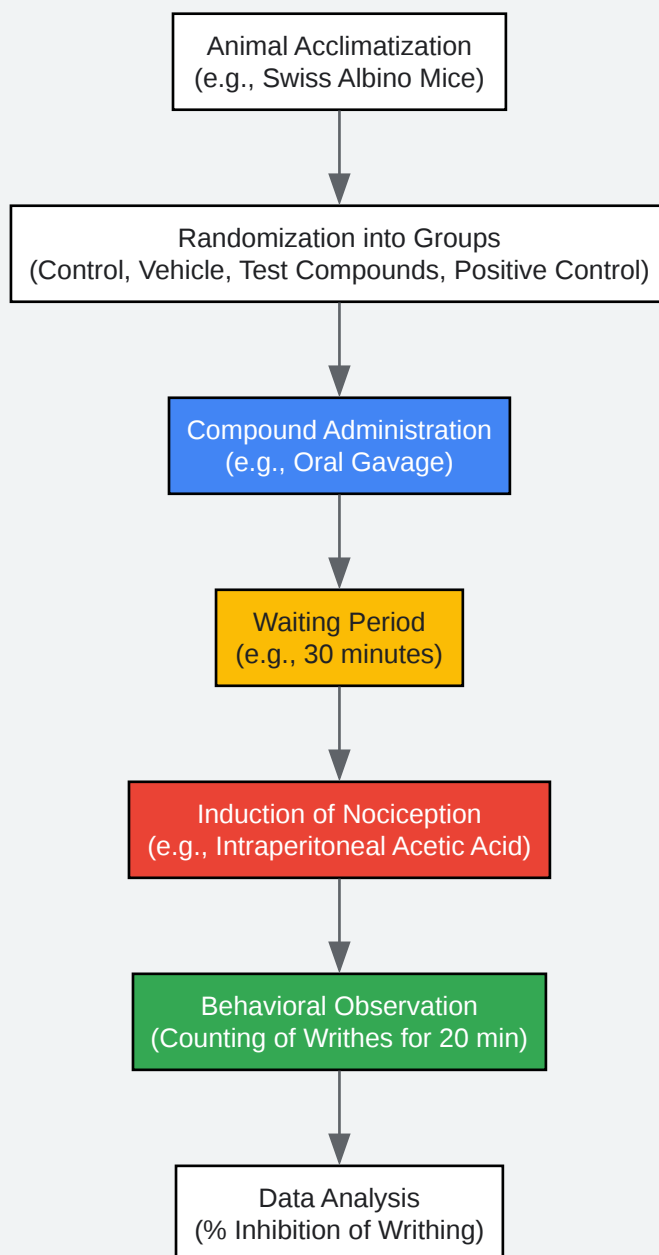 Animal Acclimatization
(e.g., Swiss Albino Mice)
Randomization into Groups
(Control, Vehicle, Test Compounds, Positive Control)
Compound Administration
(e.g., Oral Gavage)
Waiting Period
(e.g., 30 minutes)
Induction of Nociception
(e.g., Intraperitoneal Acetic Acid)
Behavioral Observation
(Counting of Writhes for 20 min)
Data Analysis
(% Inhibition of Writhing)